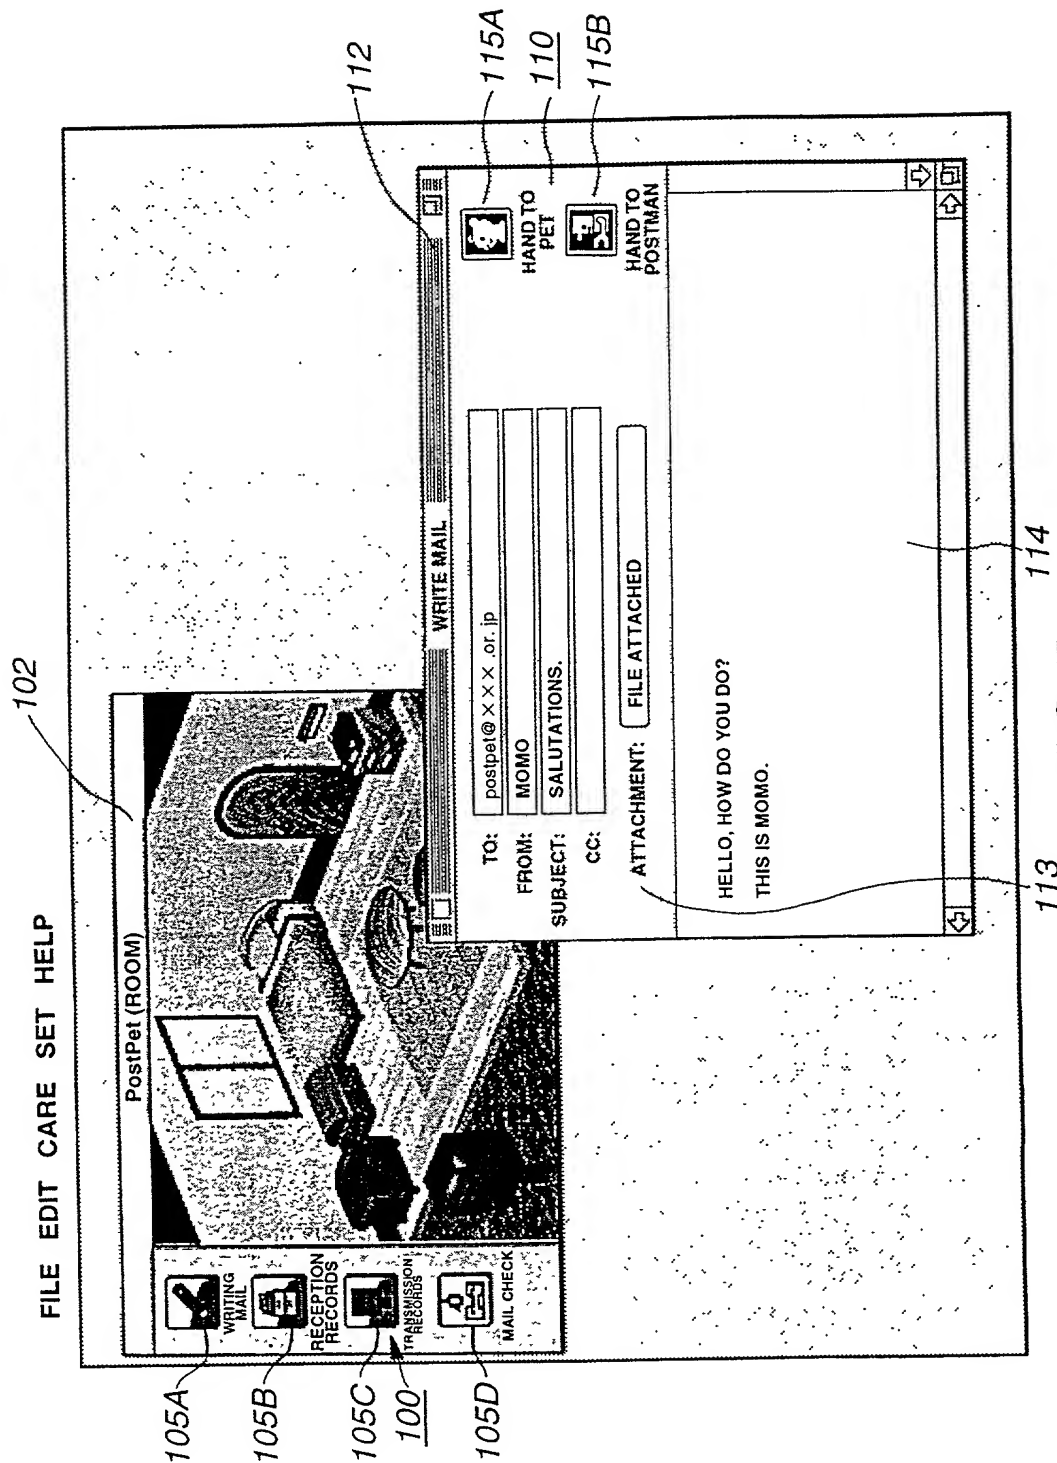 FILE EDIT CARE SET HELP
102
PostPet (ROOM)
105A
WRITING
MAIL
105B
RECEPTION
RECORDS
105C
TRANSMISSION
RECORDS
100
105D
MAIL CHECK
112
WRITE MAIL
TO: postpet@×××.or.jp
FROM: MOMO
SUBJECT: SALUTATIONS.
CC:
ATTACHMENT: FILE ATTACHED
115A
HAND TO
PET
110
115B
HAND TO
POSTMAN
HELLO, HOW DO YOU DO?
THIS IS MOMO.
113
114